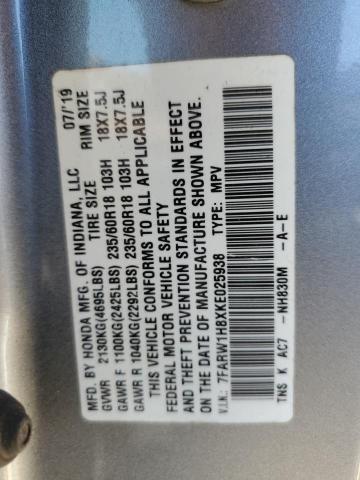 MFD. BY HONDA MFG. OF INDIANA, LLC 07/'19
TIRE SIZE RIM SIZE
GVWR 2130KG(4695LBS)
GAWR F 1100KG(2425LBS) 235/60R18 103H 18X7.5J
GAWR R 1040KG(2292LBS) 235/60R18 103H 18X7.5J
THIS VEHICLE CONFORMS TO ALL APPLICABLE
FEDERAL MOTOR VEHICLE SAFETY
AND THEFT PREVENTION STANDARDS IN EFFECT
ON THE DATE OF MANUFACTURE SHOWN ABOVE.
V.I.N.: 7FARW1H8XKE025938 TYPE: MPV
TNS K AC7 -NH830M -A-E